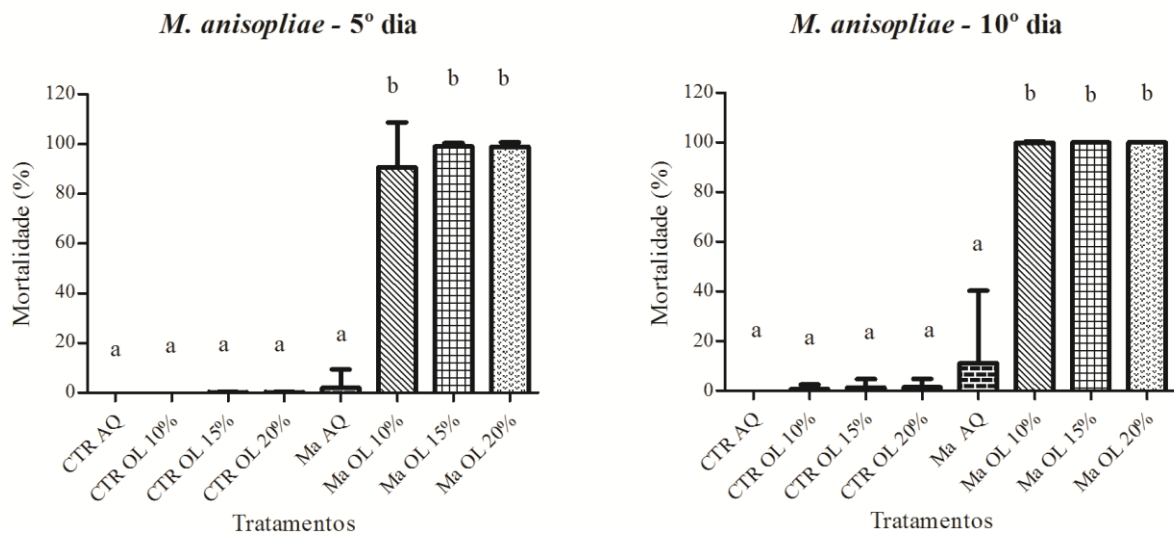 M. anisopliae - 5º dia
Mortalidade (%)
120
100
80
60
40
20
0
a
a
a
a
a
b
b
b
CTR AQ
CTR OL 10%
CTR OL 15%
CTR OL 20%
Ma AQ
Ma OL 10%
Ma OL 15%
Ma OL 20%
Tratamentos
M. anisopliae - 10º dia
Mortalidade (%)
120
100
80
60
40
20
0
a
a
a
a
a
b
b
b
CTR AQ
CTR OL 10%
CTR OL 15%
CTR OL 20%
Ma AQ
Ma OL 10%
Ma OL 15%
Ma OL 20%
Tratamentos